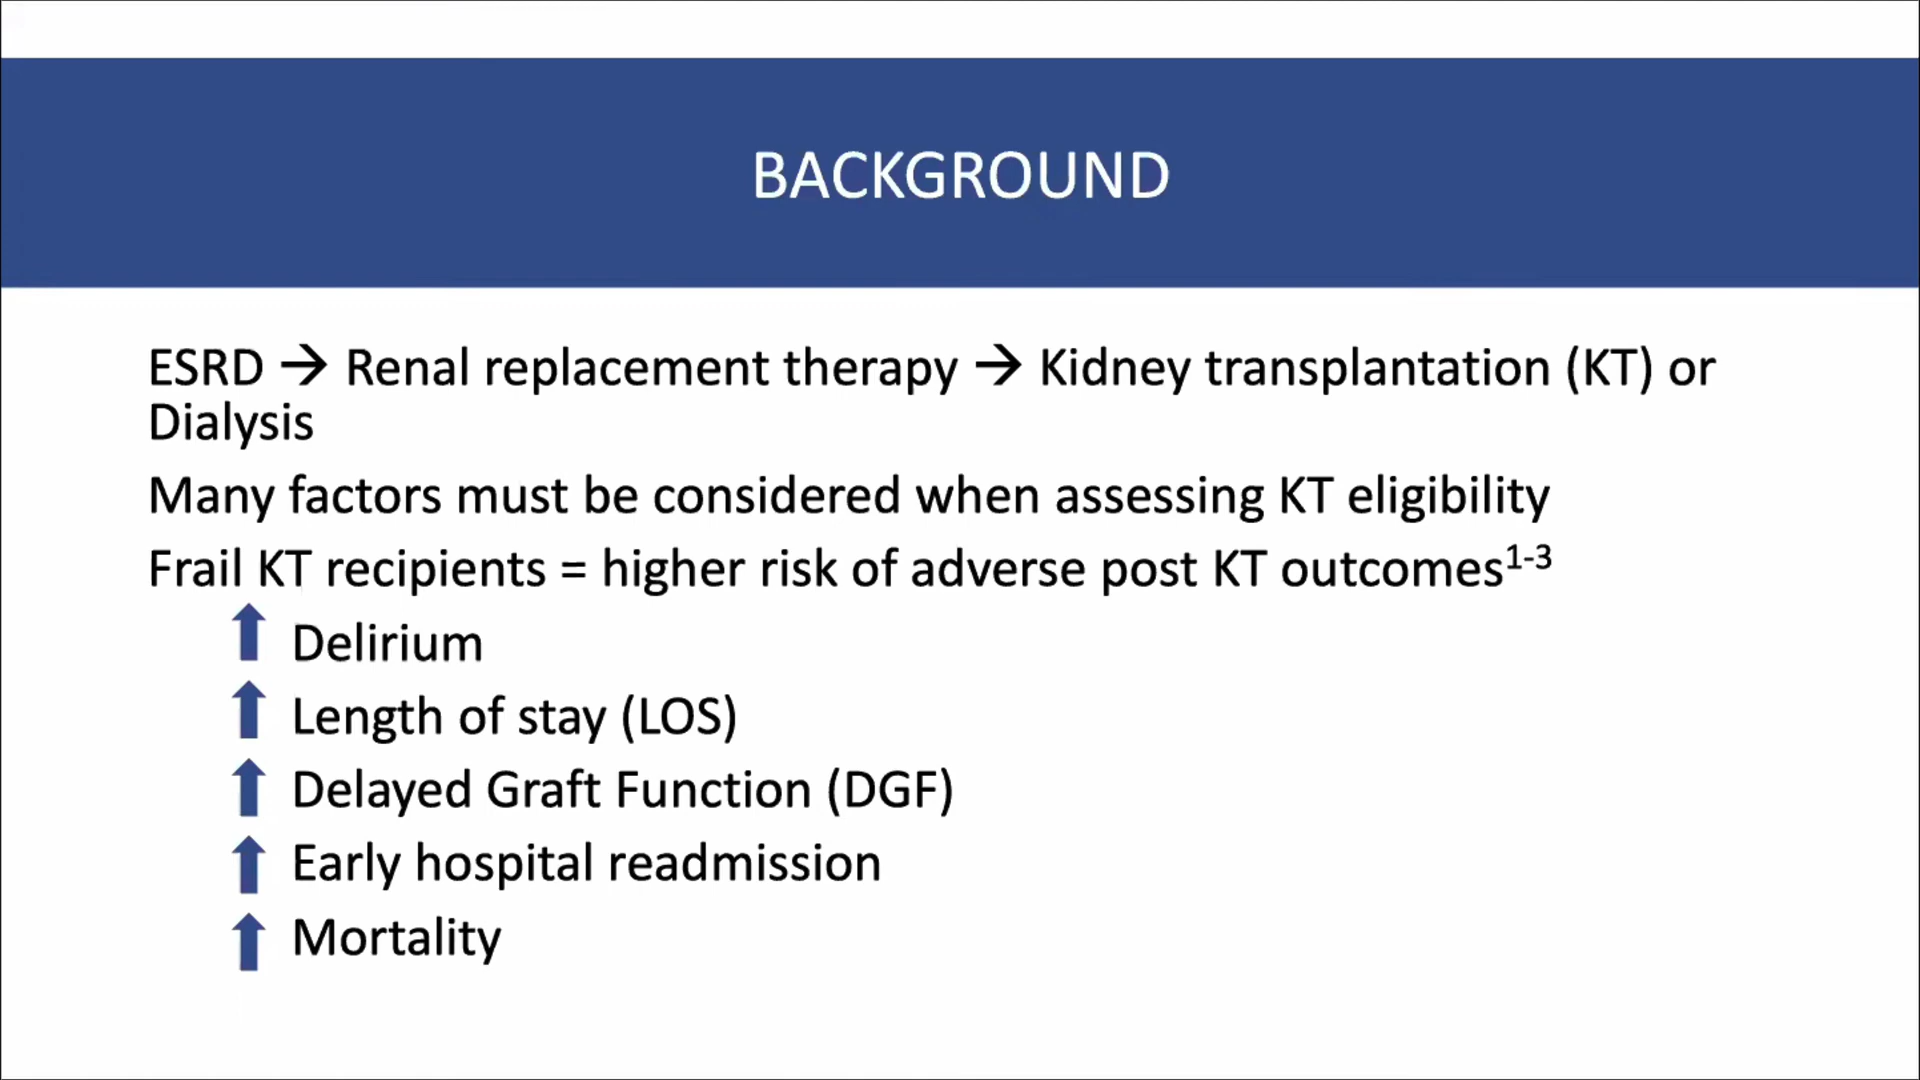 BACKGROUND
ESRD → Renal replacement therapy → Kidney transplantation (KT) or
Dialysis
Many factors must be considered when assessing KT eligibility
Frail KT recipients = higher risk of adverse post KT outcomes¹⁻³
Delirium
Length of stay (LOS)
Delayed Graft Function (DGF)
Early hospital readmission
Mortality